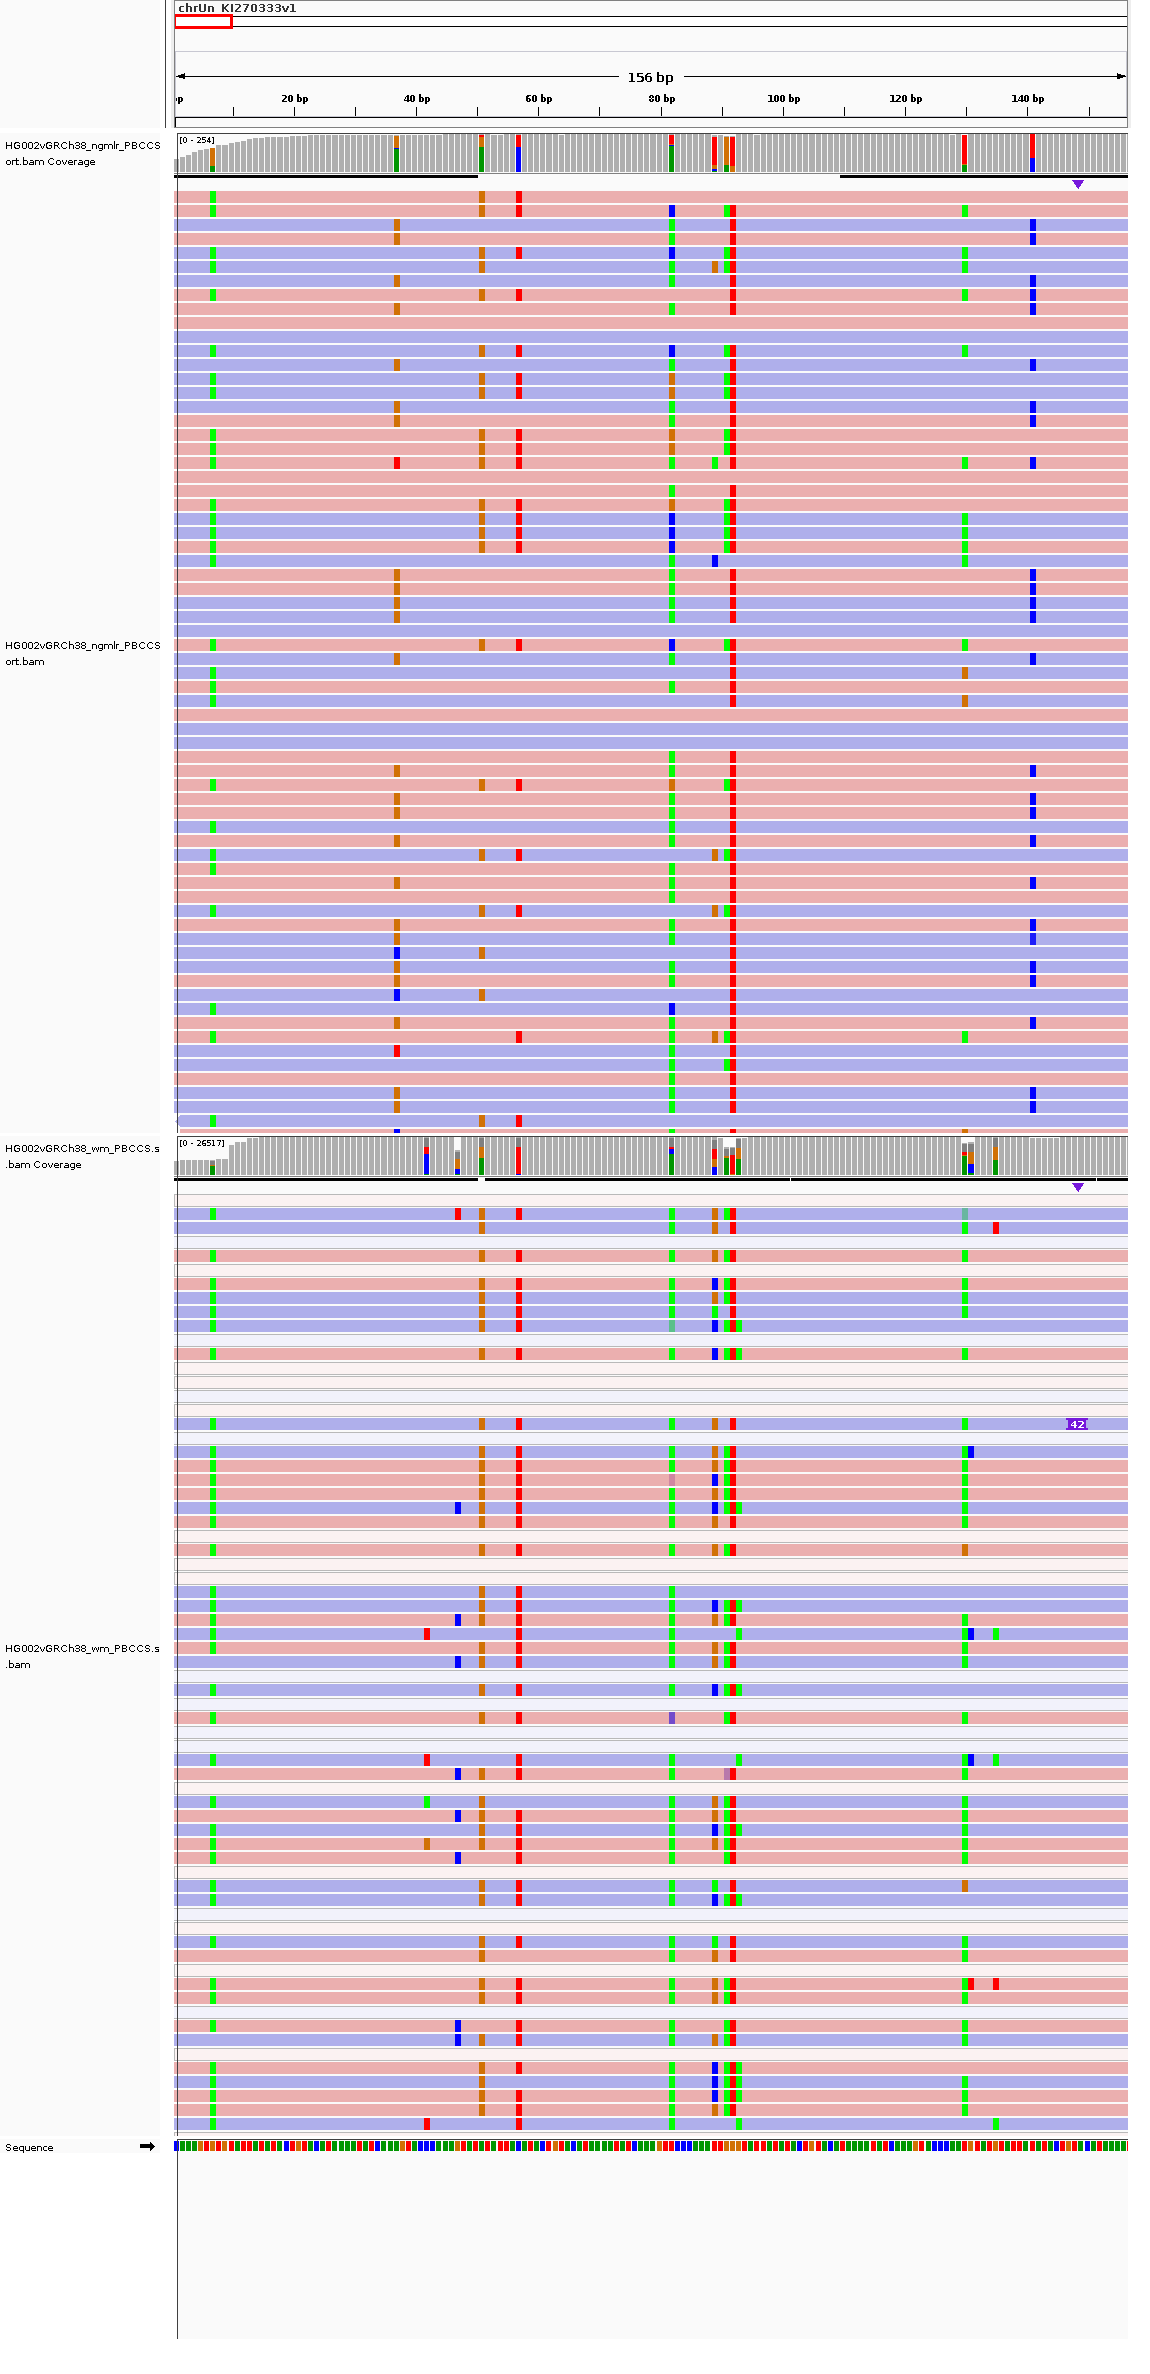 chrUn_KI270333v1
156 bp
20 bp 40 bp 60 bp 80 bp 100 bp 120 bp 140 bp
[0 - 254]
HG002vGRCh38_ngmlr_PBCCS
ort.bam Coverage
HG002vGRCh38_ngmlr_PBCCS
ort.bam
[0 - 26517]
HG002vGRCh38_wm_PBCCS.s
.bam Coverage
42
HG002vGRCh38_wm_PBCCS.s
.bam
Sequence